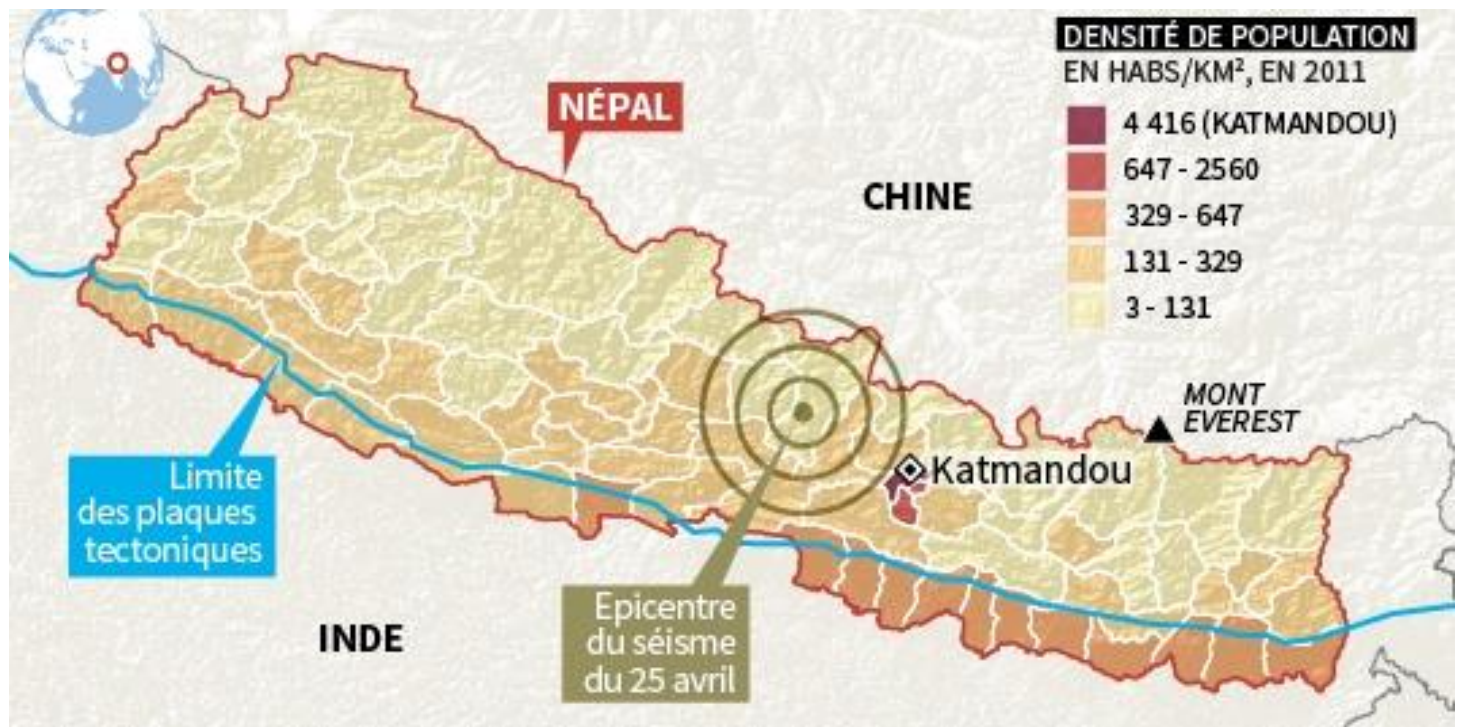 DENSITÉ DE POPULATION
EN HABS/KM², EN 2011
4 416 (KATMANDOU)
647 - 2560
329 - 647
131 - 329
3 - 131
NÉPAL
CHINE
MONT
EVEREST
Katmandou
Limite
des plaques
tectoniques
Epicentre
du séisme
du 25 avril
INDE